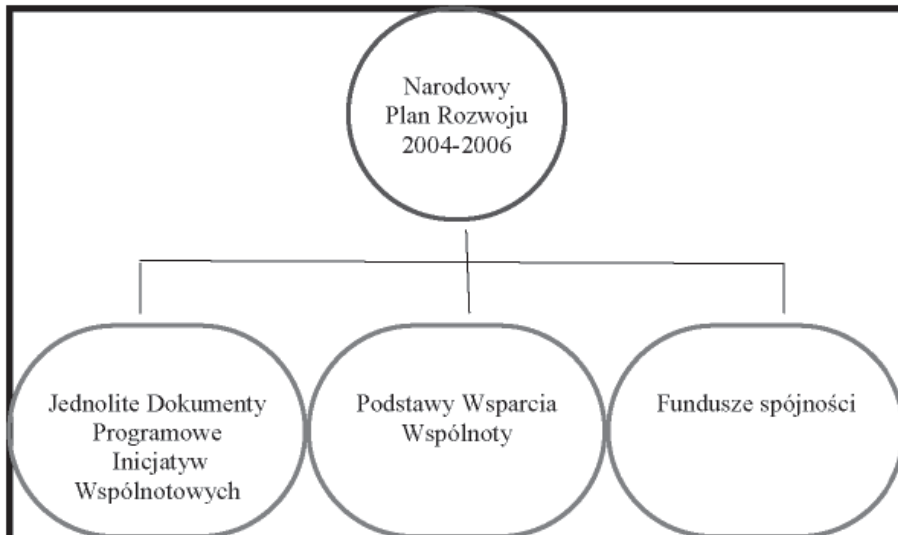 Narodowy
Plan Rozwoju
2004-2006
Jednolite Dokumenty
Programowe
Inicjatyw
Wspólnotowych
Podstawy Wsparcia
Wspólnoty
Fundusze spójności